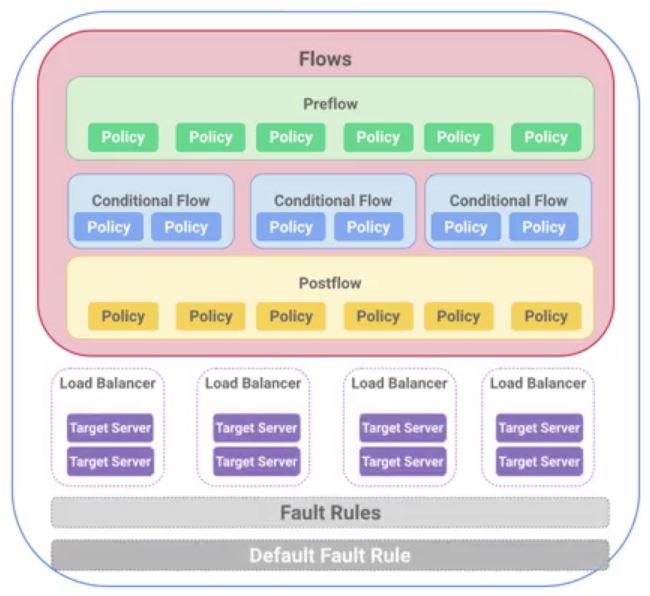 Flows
Preflow
Policy Policy Policy Policy Policy Policy
Conditional Flow Conditional Flow Conditional Flow
Policy Policy Policy Policy Policy Policy
Postflow
Policy Policy Policy Policy Policy Policy
Load Balancer Load Balancer Load Balancer Load Balancer
Target Server Target Server Target Server Target Server
Target Server Target Server Target Server Target Server
Fault Rules
Default Fault Rule